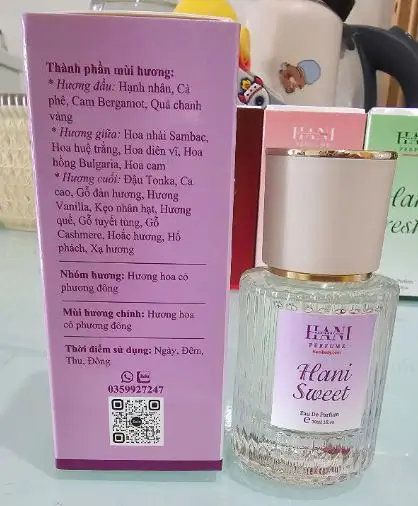 Thành phần mùi hương:
* Hương đầu: Hạnh nhân, Cà
phê, Cam Bergamot, Quả chanh
vàng
* Hương giữa: Hoa nhài Sambac,
Hoa huệ trắng, Hoa diên vĩ, Hoa
hồng Bulgaria, Hoa cam
* Hương cuối: Đậu Tonka, Ca
cao, Gỗ đàn hương, Hương
Vanilla, Kẹo nhân hạt, Hương
quế, Gỗ tuyết tùng, Gỗ
Cashmere, Hoắc hương, Hổ
phách, Xạ hương
Nhóm hương: Hương hoa cỏ
phương đông
Mùi hương chính: Hương hoa
cỏ phương đông
Thời điểm sử dụng: Ngày, Đêm,
Thu, Đông
Zalo
0359927247
HANI
PERFUME
HANI
PERFUME
Hani
Sweet
Eau De Parfum
HANI
PERFUME